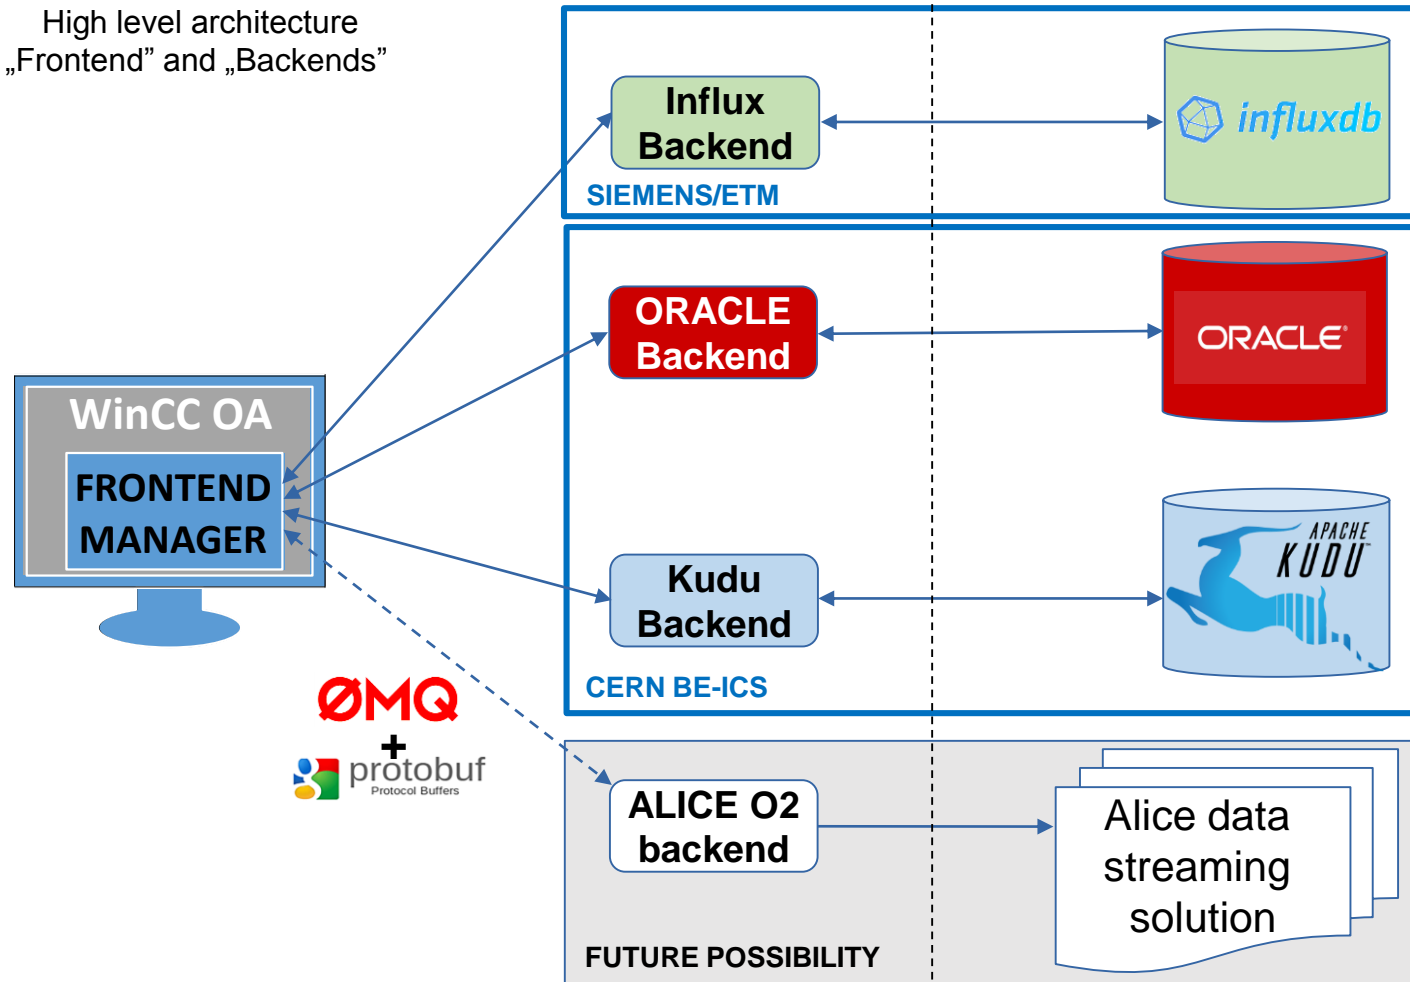 High level architecture
„Frontend” and „Backends”
Influx
Backend
influxdb
SIEMENS/ETM
ORACLE
Backend
ORACLE®
WinCC OA
FRONTEND
MANAGER
APACHE
KUDU™
Kudu
Backend
CERN BE-ICS
ØMQ
+
protobuf
Protocol Buffers
ALICE O2
backend
Alice data
streaming
solution
FUTURE POSSIBILITY